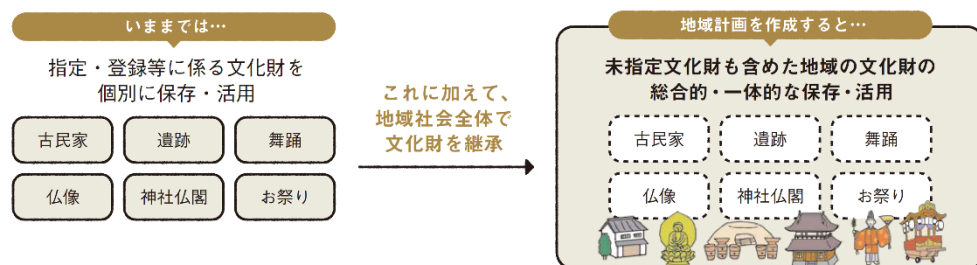 いままでは…
指定・登録等に係る文化財を
個別に保存・活用
古民家
遺跡
舞踊
仏像
神社仏閣
お祭り
これに加えて、
地域社会全体で
文化財を継承
地域計画を作成すると…
未指定文化財も含めた地域の文化財の
総合的・一体的な保存・活用
古民家
遺跡
舞踊
仏像
神社仏閣
お祭り